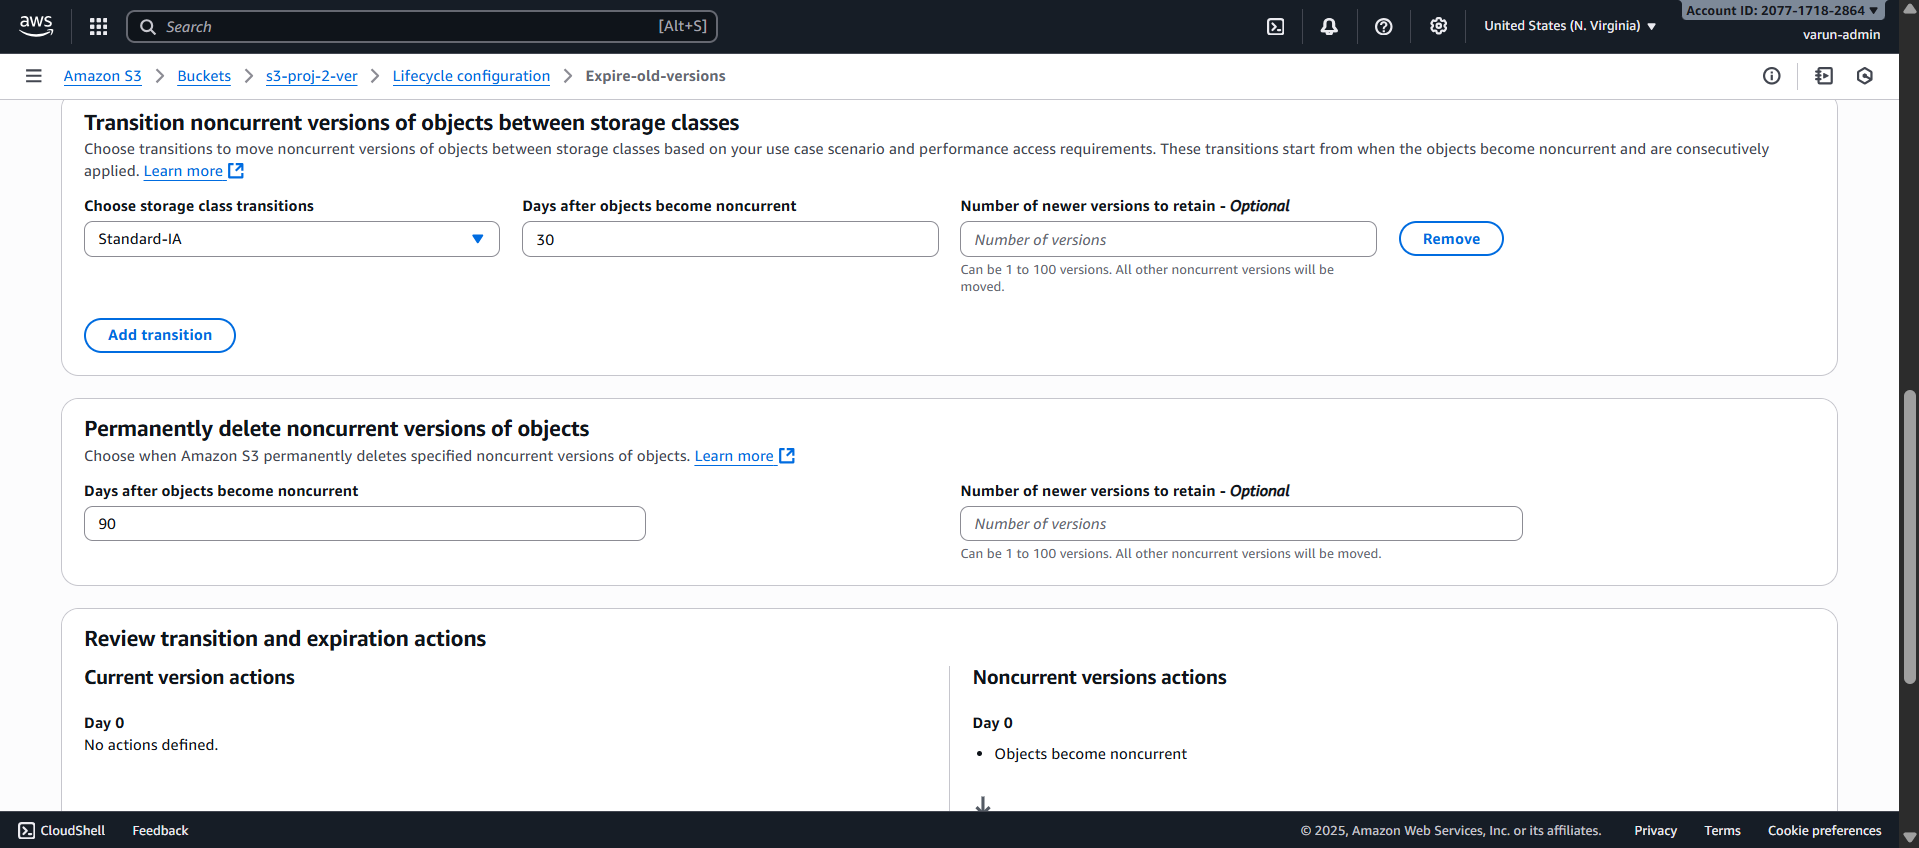 aws
Search
[Alt+S]
United States (N. Virginia)
Account ID: 2077-1718-2864
varun-admin
Amazon S3
Buckets
s3-proj-2-ver
Lifecycle configuration
Expire-old-versions
Transition noncurrent versions of objects between storage classes
Choose transitions to move noncurrent versions of objects between storage classes based on your use case scenario and performance access requirements. These transitions start from when the objects become noncurrent and are consecutively
applied. Learn more
Choose storage class transitions
Standard-IA
Days after objects become noncurrent
30
Number of newer versions to retain - Optional
Number of versions
Can be 1 to 100 versions. All other noncurrent versions will be
moved.
Remove
Add transition
Permanently delete noncurrent versions of objects
Choose when Amazon S3 permanently deletes specified noncurrent versions of objects. Learn more
Days after objects become noncurrent
90
Number of newer versions to retain - Optional
Number of versions
Can be 1 to 100 versions. All other noncurrent versions will be moved.
Review transition and expiration actions
Current version actions
Day 0
No actions defined.
Noncurrent versions actions
Day 0
• Objects become noncurrent
CloudShell
Feedback
© 2025, Amazon Web Services, Inc. or its affiliates.
Privacy
Terms
Cookie preferences